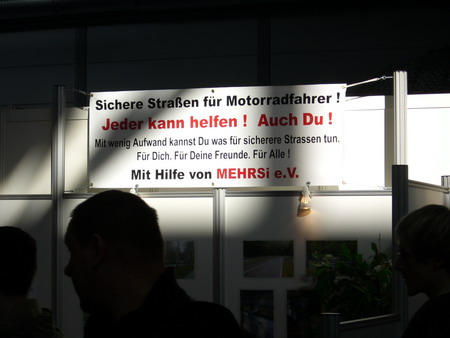 Sichere Straßen für Motorradfahrer !
Jeder kann helfen ! Auch Du !
Mit wenig Aufwand kannst Du was für sicherere Strassen tun.
Für Dich. Für Deine Freunde. Für Alle !
Mit Hilfe von MEHRSi e.V.